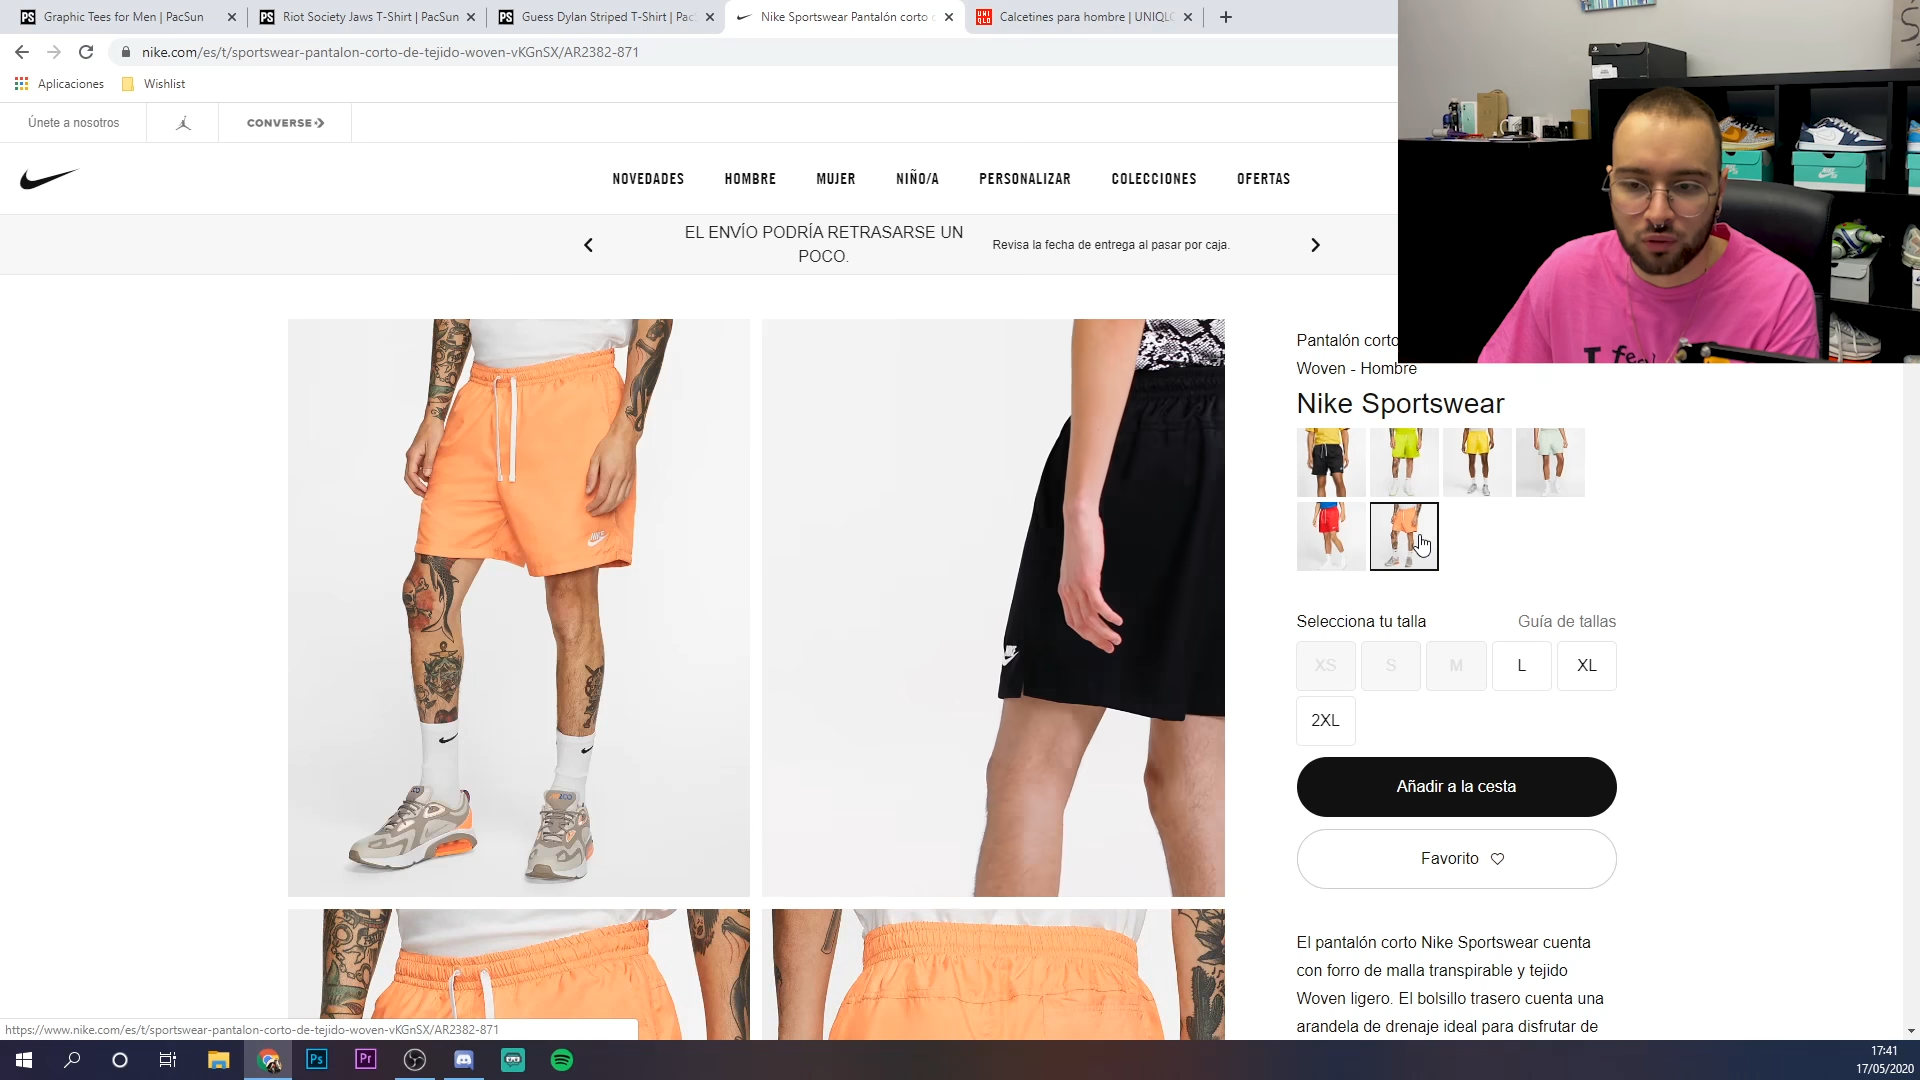 Graphic Tees for Men | PacSun
Riot Society Jaws T-Shirt | PacSun
Guess Dylan Striped T-Shirt | Pac
Nike Sportswear Pantalón corto
Calcetines para hombre | UNIQLO
nike.com/es/t/sportswear-pantalon-corto-de-tejido-woven-vKGnSX/AR2382-871
Aplicaciones
Wishlist
Únete a nosotros
CONVERSE
NOVEDADES
HOMBRE
MUJER
NIÑO/A
PERSONALIZAR
COLECCIONES
OFERTAS
EL ENVÍO PODRÍA RETRASARSE UN
POCO.
Revisa la fecha de entrega al pasar por caja.
I feel
Pantalón corto
Woven - Hombre
Nike Sportswear
Selecciona tu talla
Guía de tallas
XS
S
M
L
XL
2XL
Añadir a la cesta
Favorito
El pantalón corto Nike Sportswear cuenta
con forro de malla transpirable y tejido
Woven ligero. El bolsillo trasero cuenta una
arandela de drenaje ideal para disfrutar de
https://www.nike.com/es/t/sportswear-pantalon-corto-de-tejido-woven-vKGnSX/AR2382-871
Ps
Pr
17:41
17/05/2020